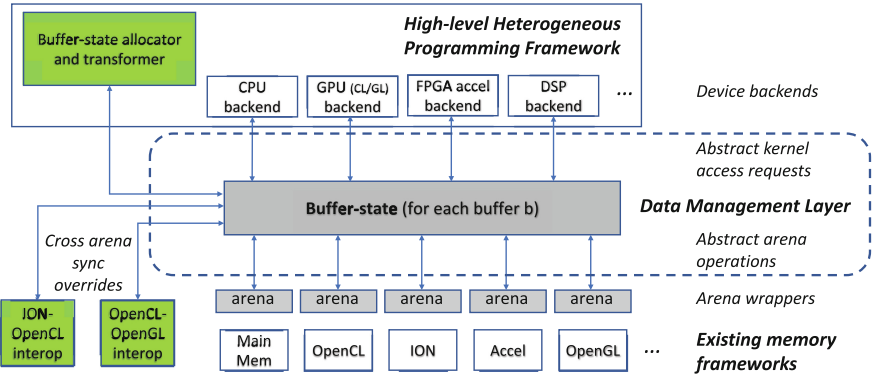 High-level Heterogeneous
Programming Framework
Buffer-state allocator
and transformer
CPU
backend
GPU (CL/GL)
backend
FPGA accel
backend
DSP
backend
...
Device backends
Abstract kernel
access requests
Buffer-state (for each buffer b)
Data Management Layer
Cross arena
sync
overrides
Abstract arena
operations
ION-
OpenCL
interop
OpenCL-
OpenGL
interop
arena
arena
arena
arena
arena
Arena wrappers
Main
Mem
OpenCL
ION
Accel
OpenGL
...
Existing memory
frameworks